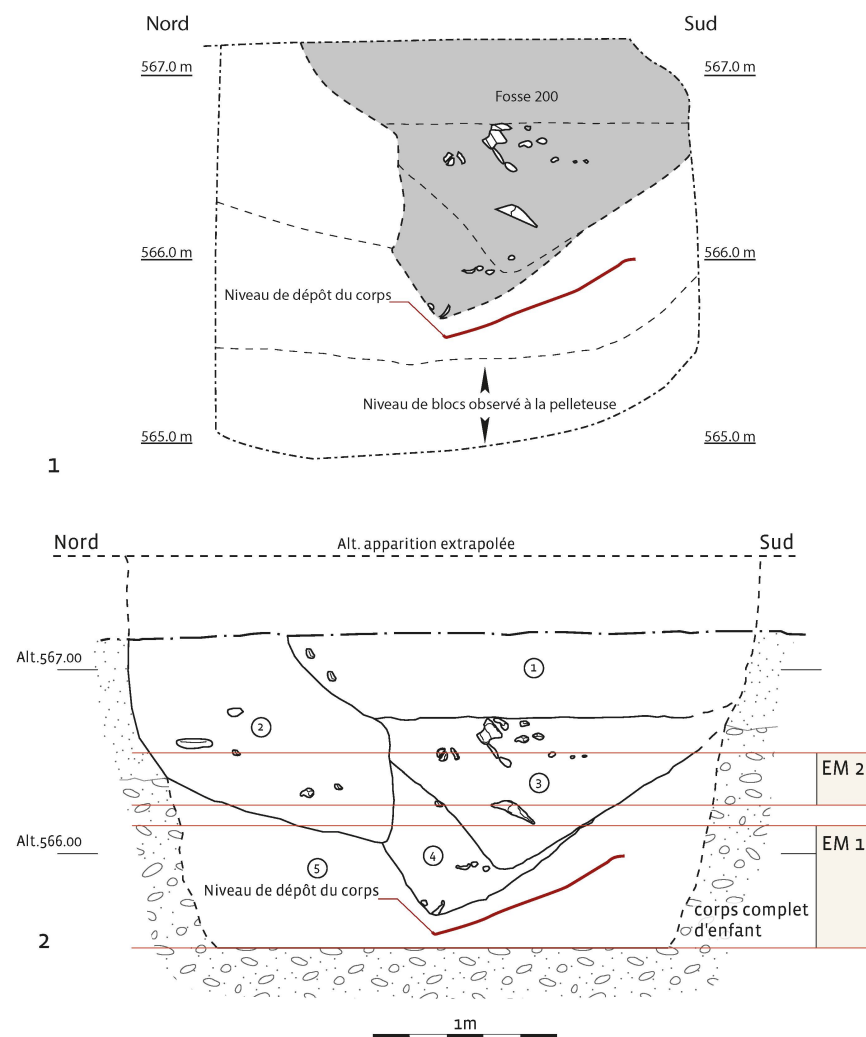 Nord
Sud
567.0 m
567.0 m
Fosse 200
566.0 m
566.0 m
Niveau de dépôt du corps
Niveau de blocs observé à la pelleteuse
565.0 m
565.0 m
1
Nord
Alt. apparition extrapolée
Sud
Alt.567.00
1
2
3
EM 2
Alt.566.00
EM 1
4
5
Niveau de dépôt du corps
corps complet
d'enfant
2
1m